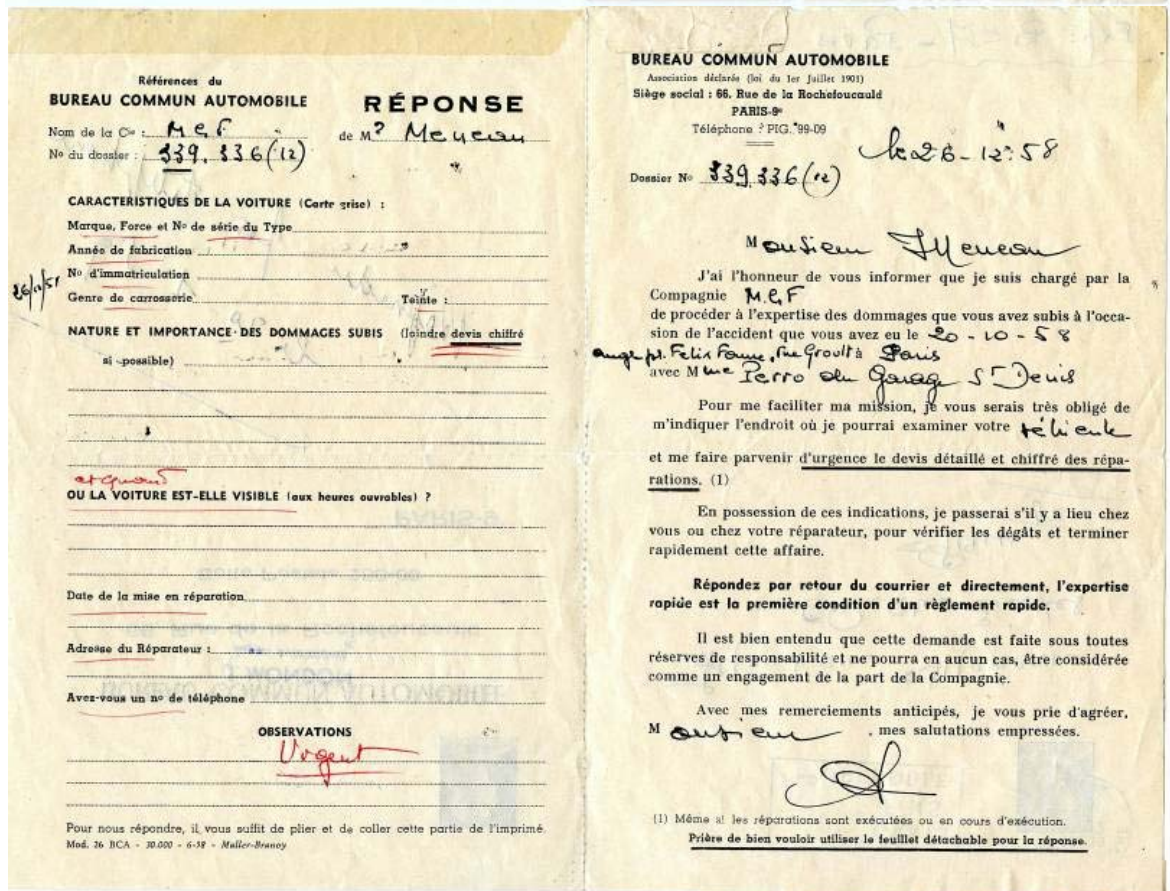 Références du
BUREAU COMMUN AUTOMOBILE
RÉPONSE
Nom de la Cie : M G F
de M? Meneau
No du dossier : 339.336(12)
CARACTERISTIQUES DE LA VOITURE (Carte grise) :
Marque, Force et No de série du Type
Année de fabrication
No d'immatriculation
Genre de carrosserie Teinte :
NATURE ET IMPORTANCE DES DOMMAGES SUBIS (Joindre devis chiffré
si possible)
et quand
OU LA VOITURE EST-ELLE VISIBLE (aux heures ouvrables) ?
Date de la mise en réparation
Adresse du Réparateur :
Avez-vous un no de téléphone
OBSERVATIONS
Urgent
Pour nous répondre, il vous suffit de plier et de coller cette partie de l'imprimé.
Mod. 26 BCA - 30.000 - 6-58 - Muller-Branoy
BUREAU COMMUN AUTOMOBILE
Association déclarée (loi du 1er Juillet 1901)
Siège social : 66, Rue de la Rochefoucauld
PARIS-9e
Téléphone : PIG. 99-09
le 26-12-58
Dossier No 339.336(12)
Monsieur Meneau
J'ai l'honneur de vous informer que je suis chargé par la
Compagnie M.G.F
de procéder à l'expertise des dommages que vous avez subis à l'occa-
sion de l'accident que vous avez eu le 20-10-58
angle pr. Felix Faure, rue Groult à Paris
avec Mme Perro du Garage St Denis
Pour me faciliter ma mission, je vous serais très obligé de
m'indiquer l'endroit où je pourrai examiner votre véhicule
et me faire parvenir d'urgence le devis détaillé et chiffré des répa-
rations. (1)
En possession de ces indications, je passerai s'il y a lieu chez
vous ou chez votre réparateur, pour vérifier les dégâts et terminer
rapidement cette affaire.
Répondez par retour du courrier et directement, l'expertise
rapide est la première condition d'un règlement rapide.
Il est bien entendu que cette demande est faite sous toutes
réserves de responsabilité et ne pourra en aucun cas, être considérée
comme un engagement de la part de la Compagnie.
Avec mes remerciements anticipés, je vous prie d'agréer,
Monsieur , mes salutations empressées.
(1) Même si les réparations sont exécutées ou en cours d'exécution.
Prière de bien vouloir utiliser le feuillet détachable pour la réponse.